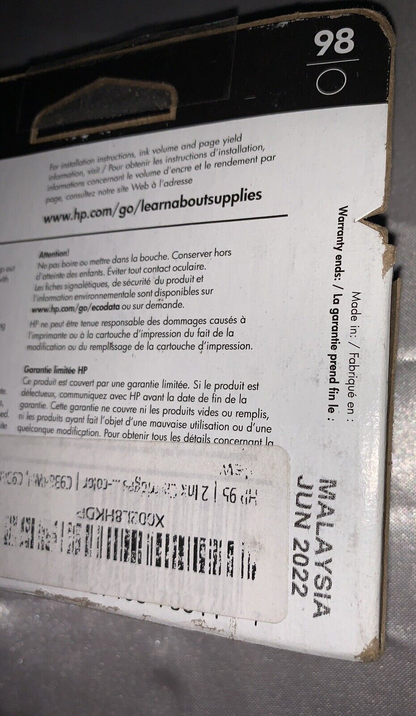 98
For installation instructions, ink volume and page yield
information, visit / Pour obtenir les instructions d'installation,
informations concernant le volume d'encre et le rendement par
page, consultez notre site Web à l'adresse
www.hp.com/go/learnaboutsupplies
Attention!
Ne pas boire ou mettre dans la bouche. Conserver hors
d'atteinte des enfants. Éviter tout contact oculaire.
Les fiches signalétiques, de sécurité du produit et
l'information environnementale sont disponibles sur
www.hp.com/go/ecodata ou sur demande.
HP ne peut être tenue responsable des dommages causés à
l'imprimante ou à la cartouche d'impression du fait de la
modification ou du remplissage de la cartouche d'impression.
Garantie limitée HP
Ce produit est couvert par une garantie limitée. Si le produit est
défectueux, communiquez avec HP avant la date de fin de la
garantie. Cette garantie ne couvre ni les produits vidés ou remplis,
ni les produits ayant fait l'objet d'une mauvaise utilisation ou d'une
quelconque modification. Pour obtenir tous les détails concernant la
Made in: / Fabriqué en :
Warranty ends: / La garantie prend fin le :
MALAYSIA
JUN 2022
X003L8HKDP
HP 95 | 2 Ink
New